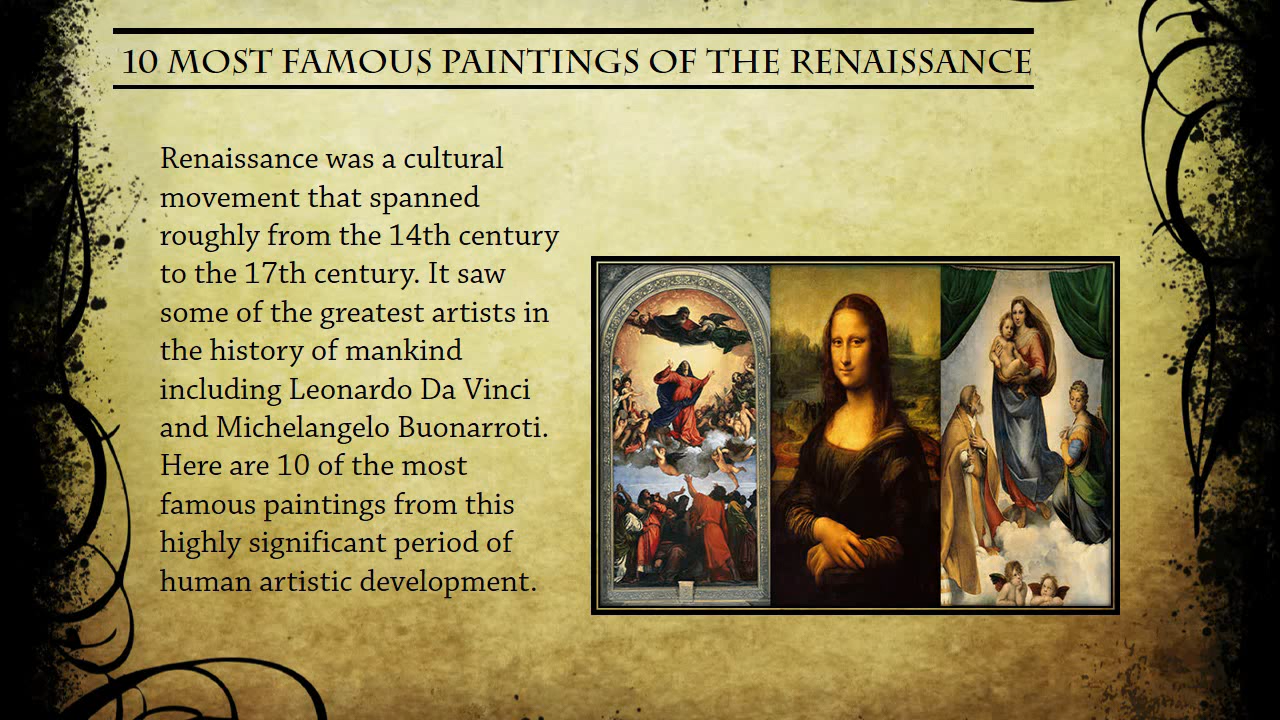 10 MOST FAMOUS PAINTINGS OF THE RENAISSANCE
Renaissance was a cultural
movement that spanned
roughly from the 14th century
to the 17th century. It saw
some of the greatest artists in
the history of mankind
including Leonardo Da Vinci
and Michelangelo Buonarroti.
Here are 10 of the most
famous paintings from this
highly significant period of
human artistic development.